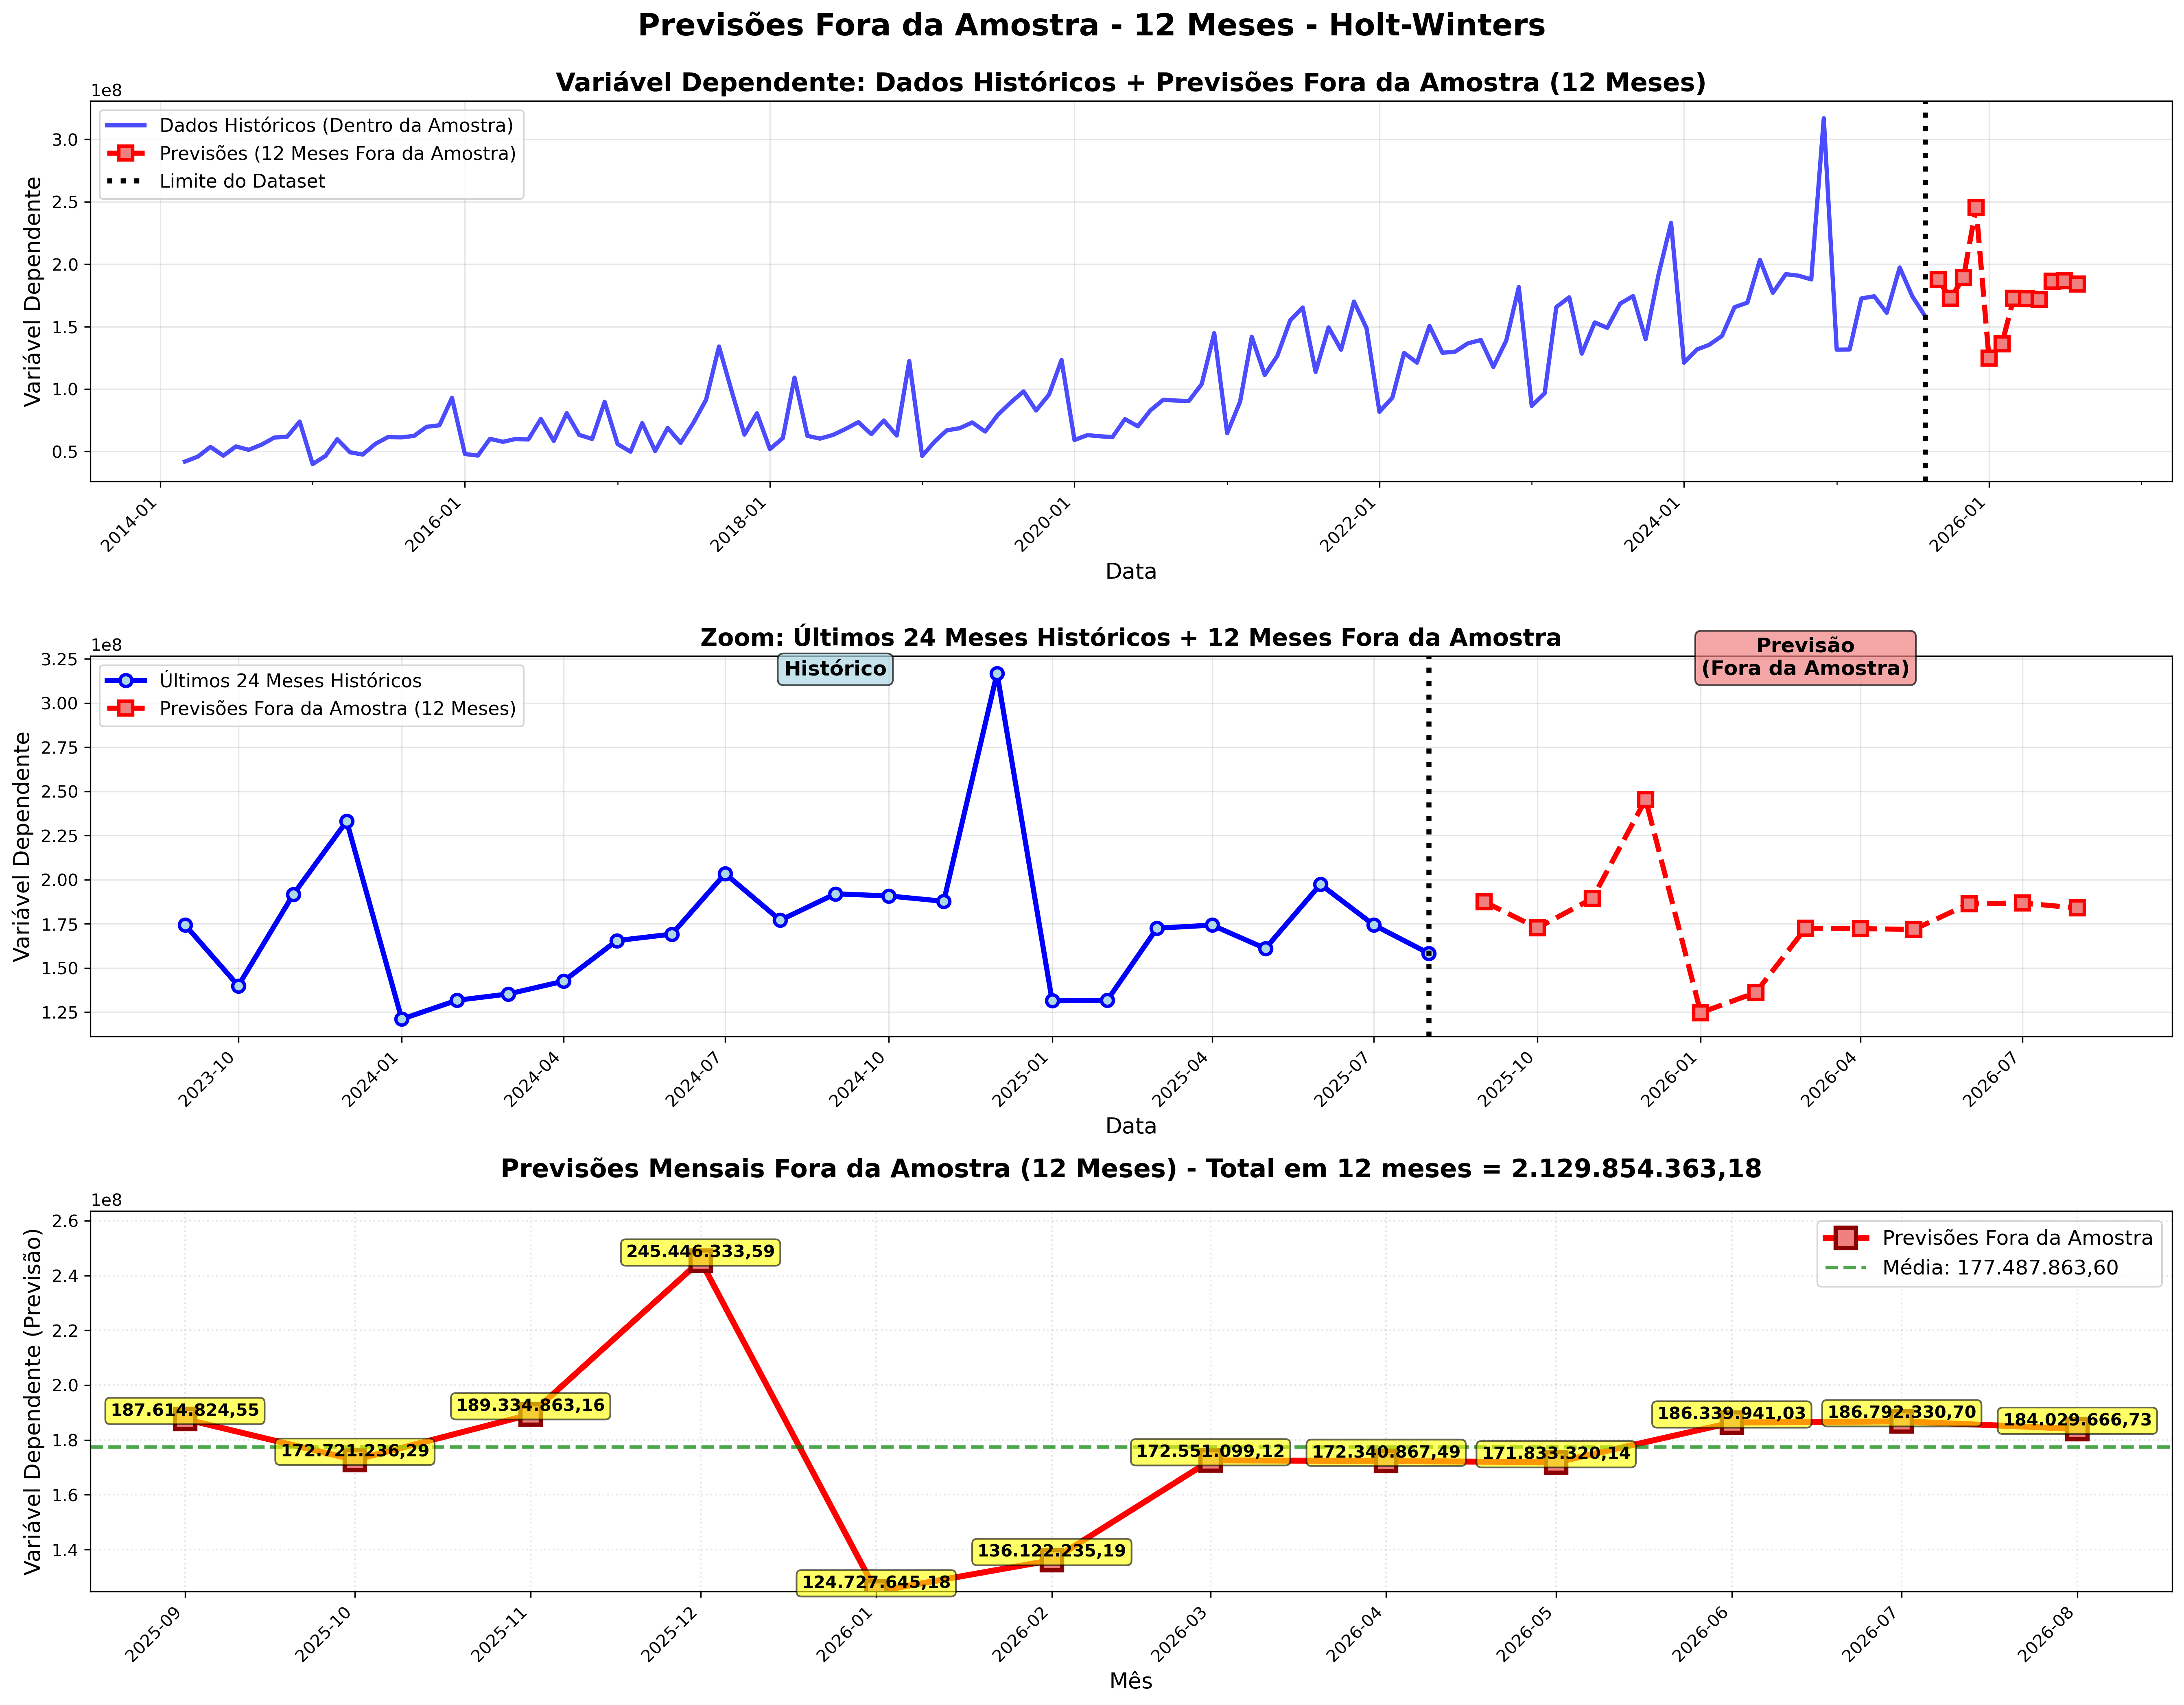 Previsões Fora da Amostra - 12 Meses - Holt-Winters
Variável Dependente: Dados Históricos + Previsões Fora da Amostra (12 Meses)
1e8
Dados Históricos (Dentro da Amostra)
Previsões (12 Meses Fora da Amostra)
Limite do Dataset
Variável Dependente
3.0
2.5
2.0
1.5
1.0
0.5
2014-01
2016-01
2018-01
2020-01
2022-01
2024-01
2026-01
Data
Zoom: Últimos 24 Meses Históricos + 12 Meses Fora da Amostra
1e8
Histórico
Previsão
(Fora da Amostra)
Últimos 24 Meses Históricos
Previsões Fora da Amostra (12 Meses)
Variável Dependente
3.25
3.00
2.75
2.50
2.25
2.00
1.75
1.50
1.25
2023-10
2024-01
2024-04
2024-07
2024-10
2025-01
2025-04
2025-07
2025-10
2026-01
2026-04
2026-07
Data
Previsões Mensais Fora da Amostra (12 Meses) - Total em 12 meses = 2.129.854.363,18
1e8
Previsões Fora da Amostra
Média: 177.487.863,60
Variável Dependente (Previsão)
2.6
2.4
2.2
2.0
1.8
1.6
1.4
187.614.824,55
172.721.236,29
189.334.863,16
245.446.333,59
124.727.645,18
136.122.235,19
172.551.099,12
172.340.867,49
171.833.320,14
186.339.941,03
186.792.330,70
184.029.666,73
2025-09
2025-10
2025-11
2025-12
2026-01
2026-02
2026-03
2026-04
2026-05
2026-06
2026-07
2026-08
Mês